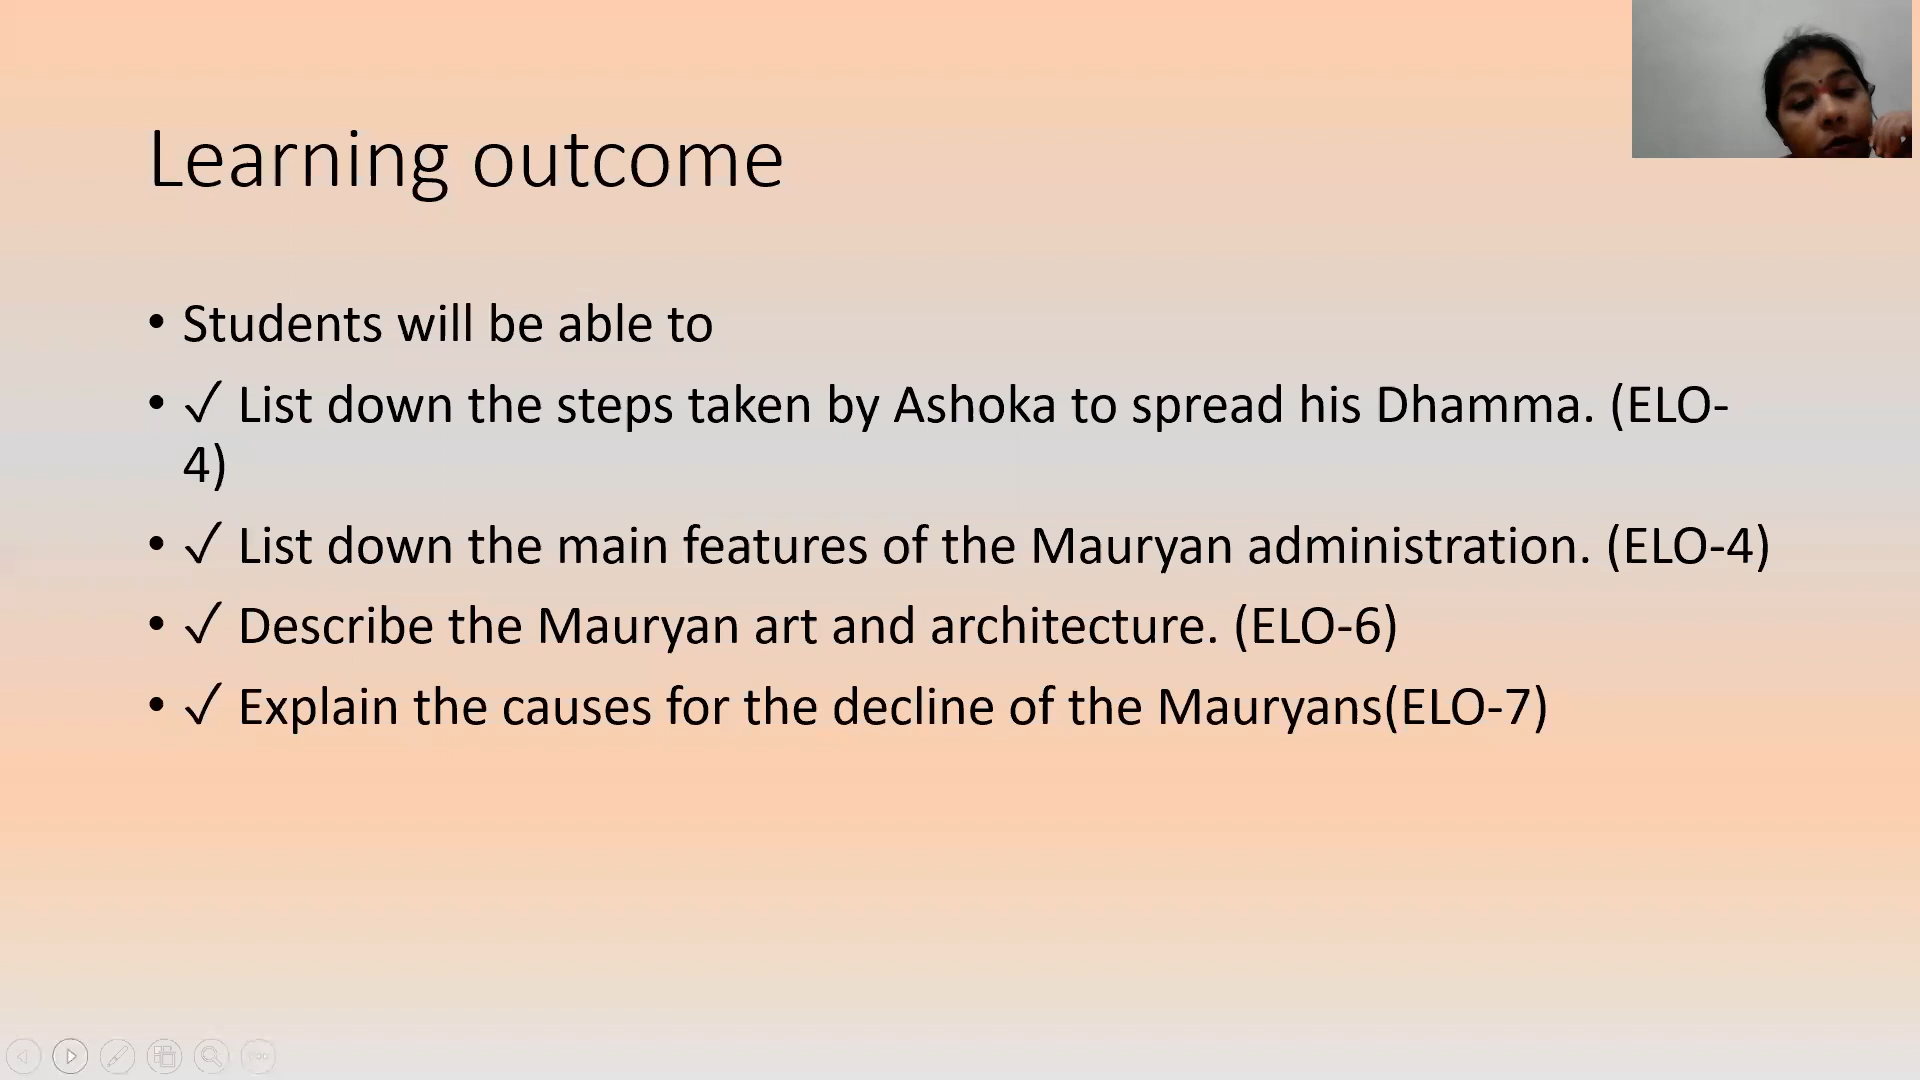 Learning outcome
• Students will be able to
• ✓ List down the steps taken by Ashoka to spread his Dhamma. (ELO-
4)
• ✓ List down the main features of the Mauryan administration. (ELO-4)
• ✓ Describe the Mauryan art and architecture. (ELO-6)
• ✓ Explain the causes for the decline of the Mauryans(ELO-7)